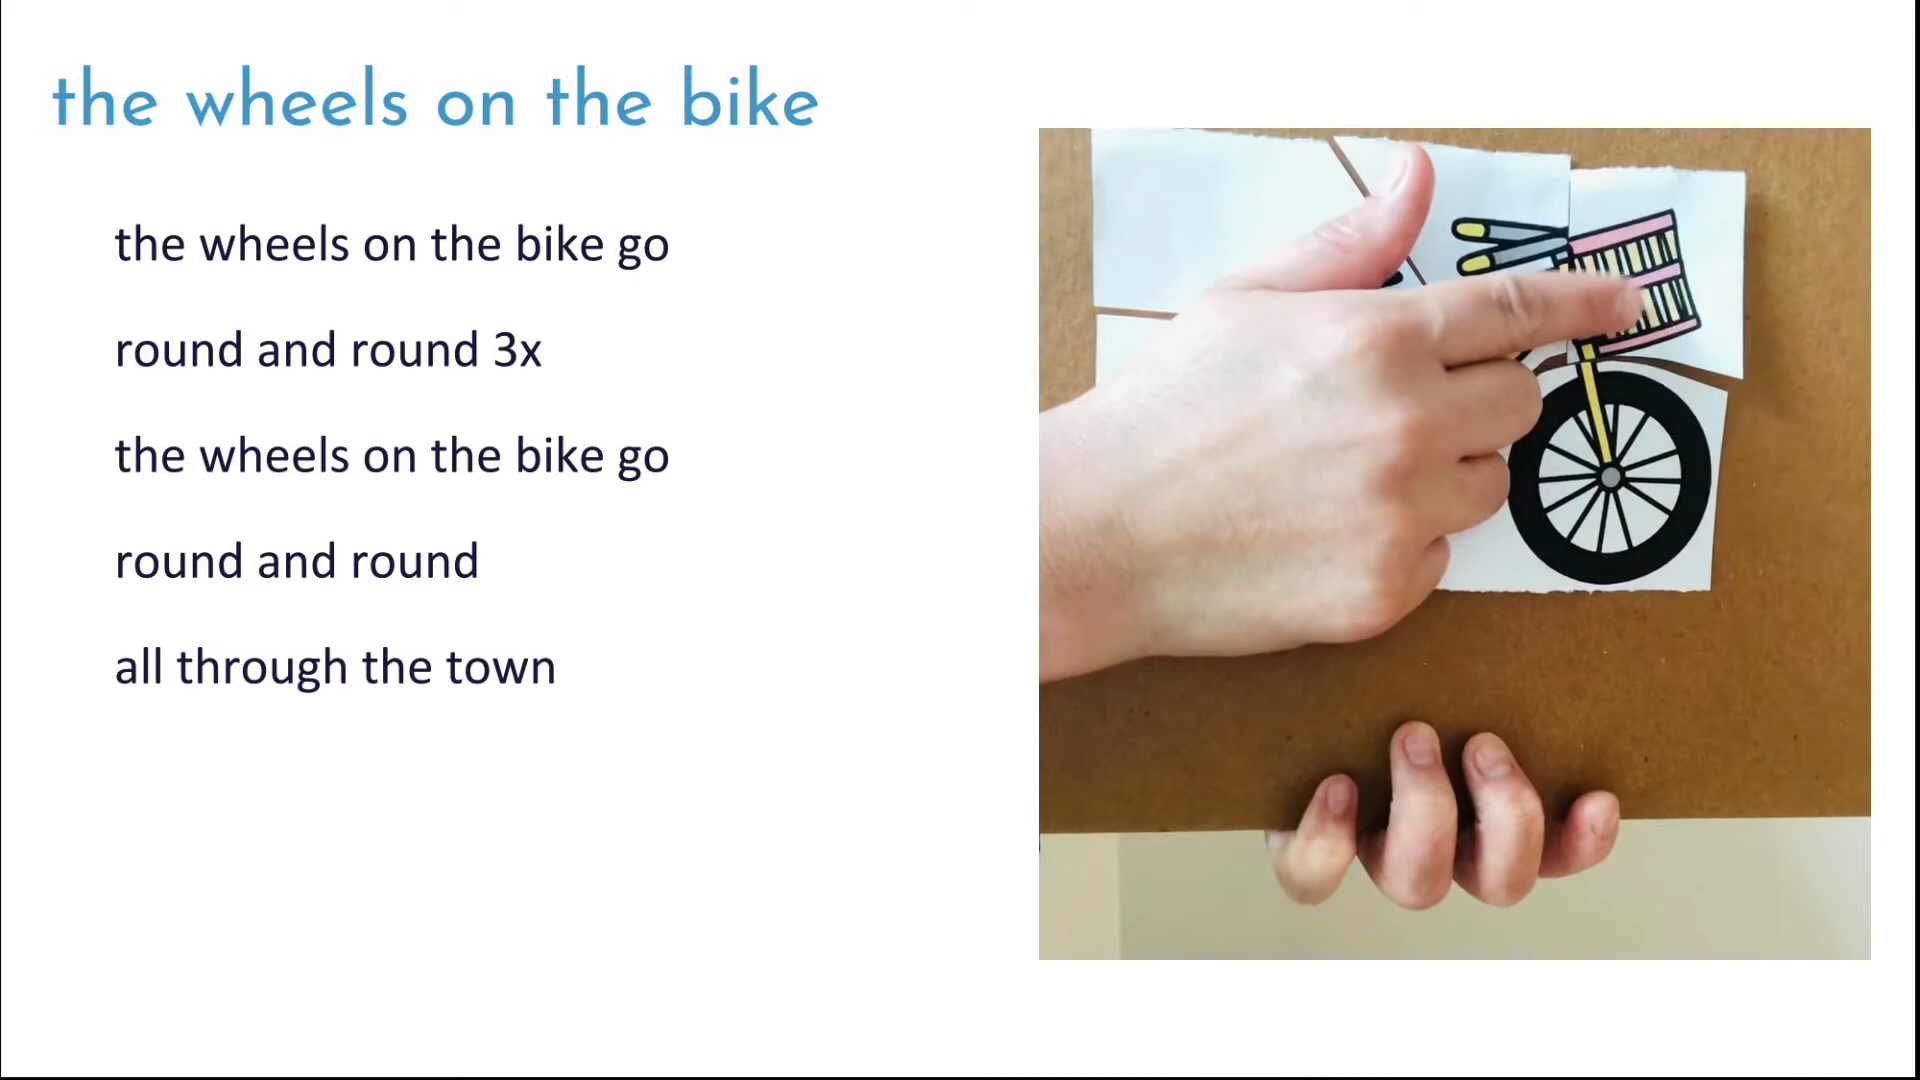 the wheels on the bike
the wheels on the bike go
round and round 3x
the wheels on the bike go
round and round
all through the town